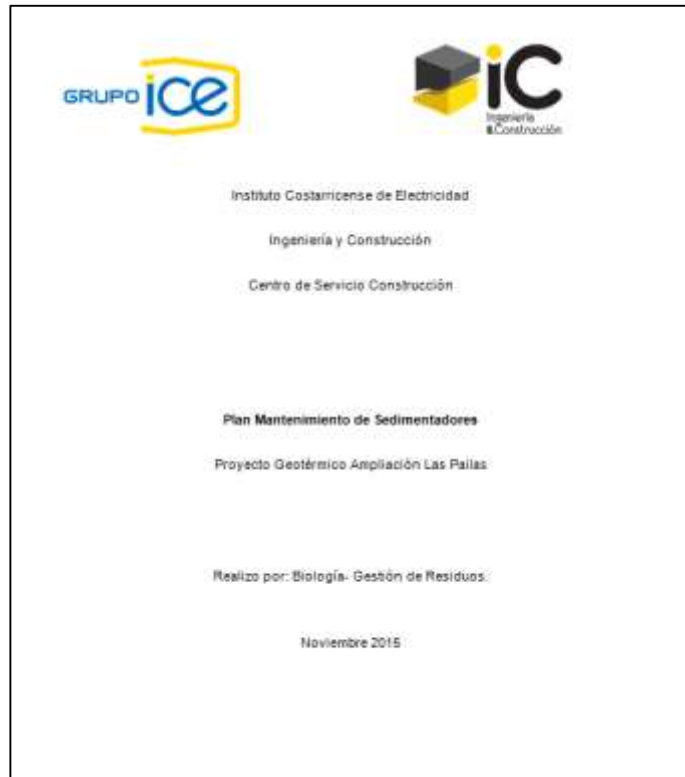 GRUPO ice
iC
Ingeniería
&Construcción
Instituto Costarricense de Electricidad
Ingeniería y Construcción
Centro de Servicio Construcción
Plan Mantenimiento de Sedimentadores
Proyecto Geotérmico Ampliación Las Pailas
Realizo por: Biología- Gestión de Residuos.
Noviembre 2015